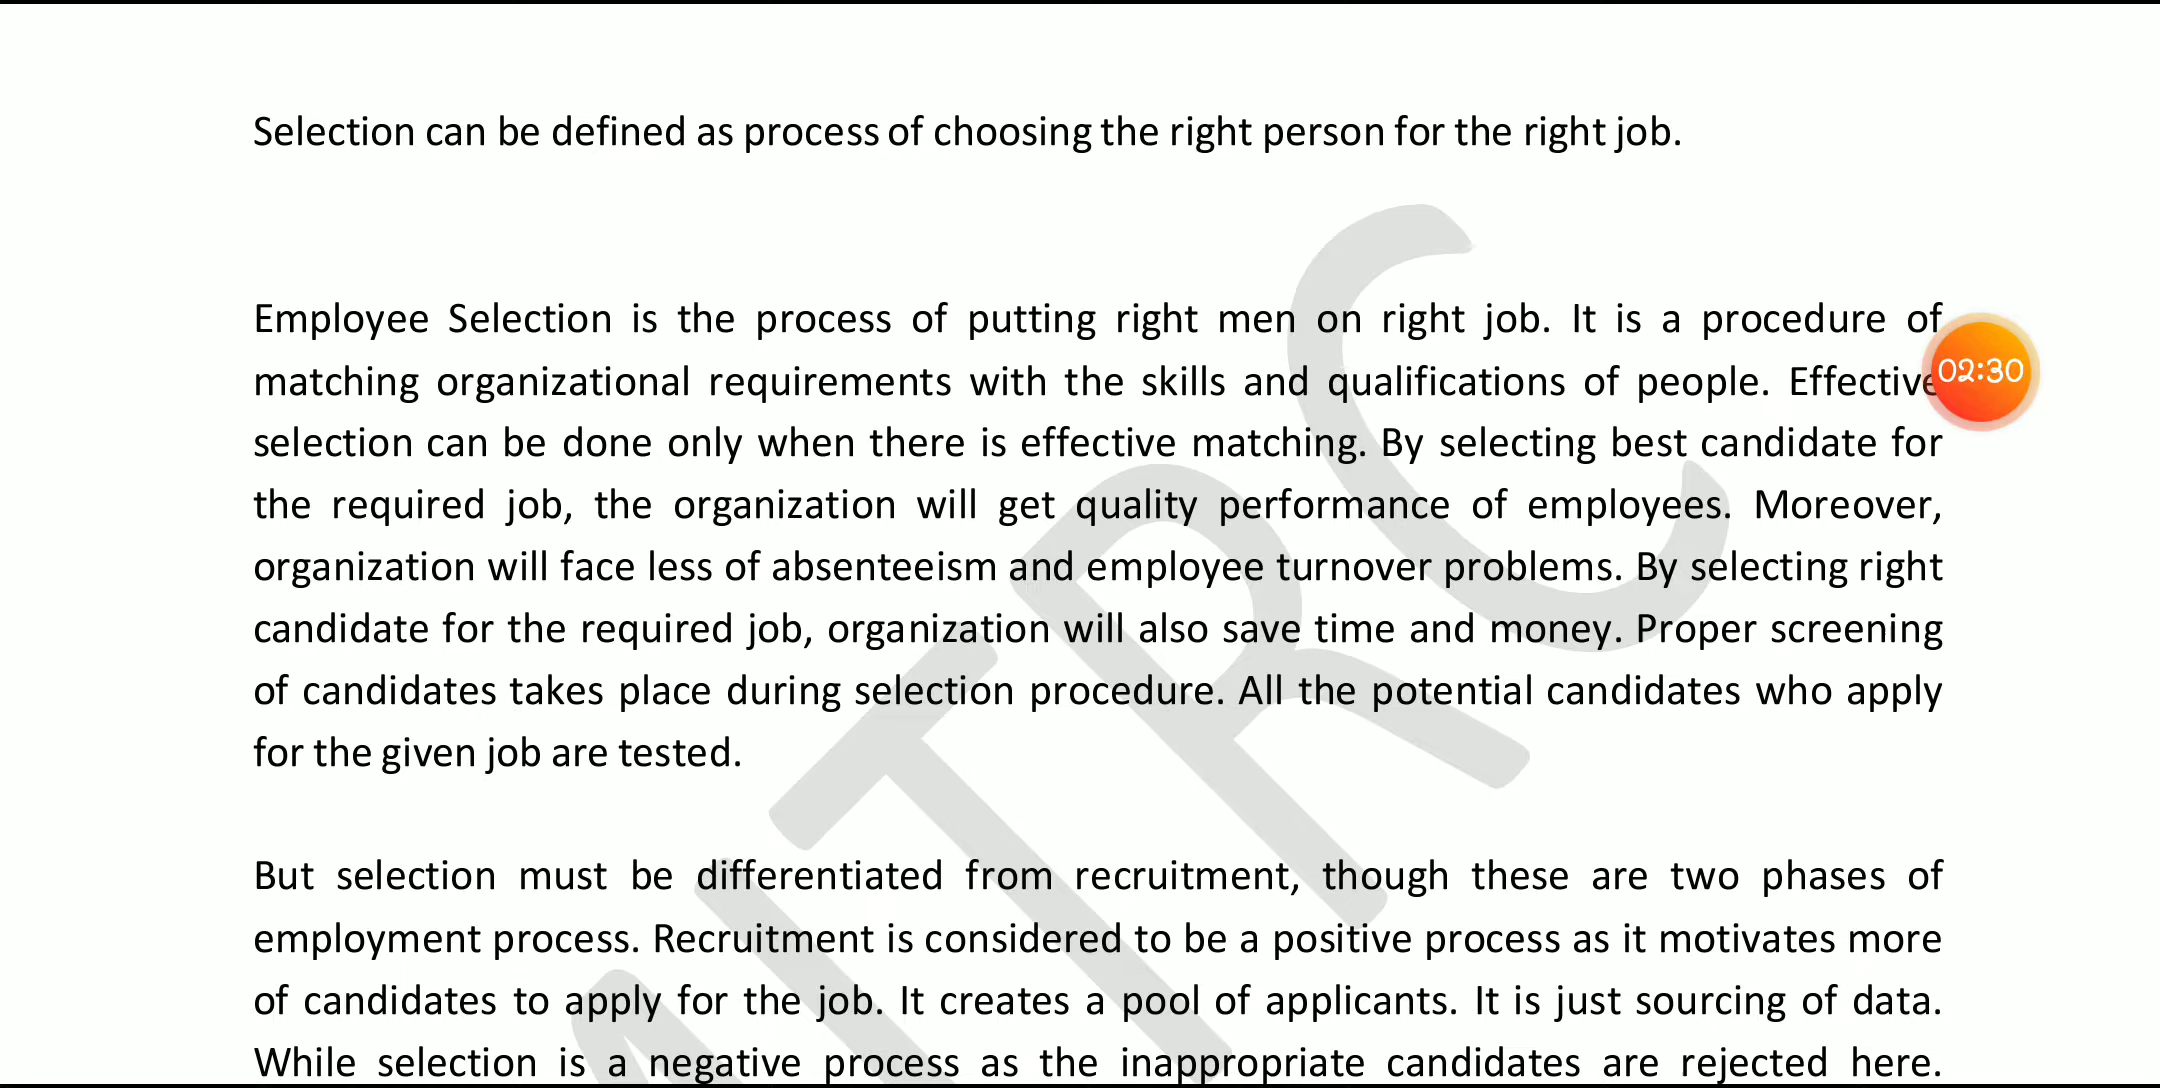 Selection can be defined as process of choosing the right person for the right job.
Employee Selection is the process of putting right men on right job. It is a procedure of
matching organizational requirements with the skills and qualifications of people. Effective
02:30
selection can be done only when there is effective matching. By selecting best candidate for
the required job, the organization will get quality performance of employees. Moreover,
organization will face less of absenteeism and employee turnover problems. By selecting right
candidate for the required job, organization will also save time and money. Proper screening
of candidates takes place during selection procedure. All the potential candidates who apply
for the given job are tested.
But selection must be differentiated from recruitment, though these are two phases of
employment process. Recruitment is considered to be a positive process as it motivates more
of candidates to apply for the job. It creates a pool of applicants. It is just sourcing of data.
While selection is a negative process as the inappropriate candidates are rejected here.